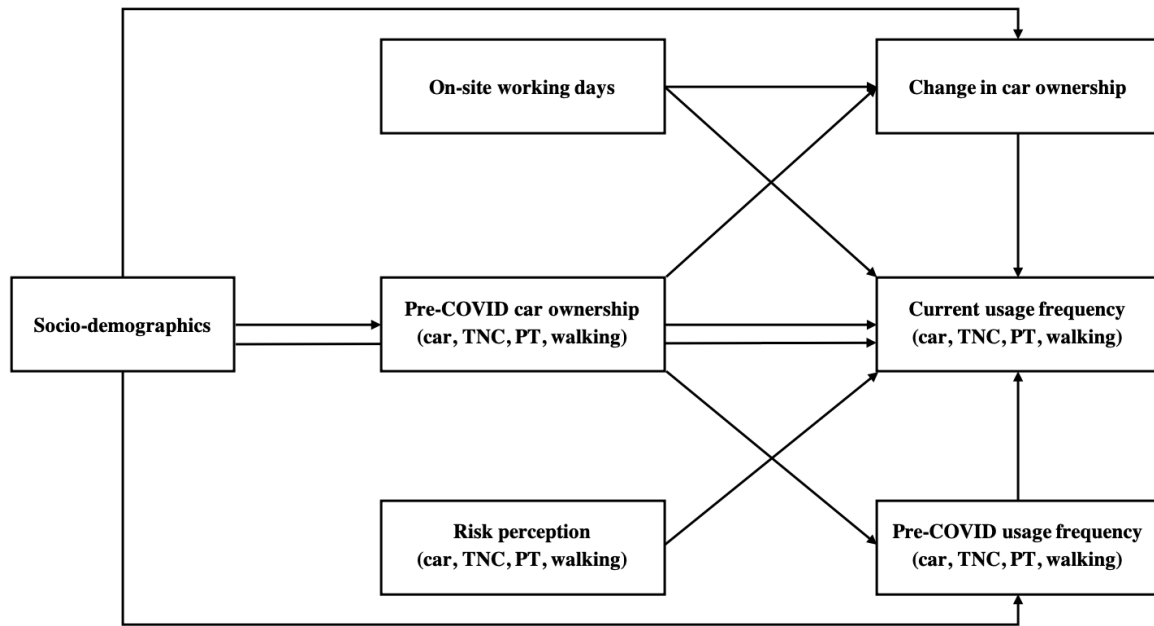 On-site working days
Change in car ownership
Socio-demographics
Pre-COVID car ownership
(car, TNC, PT, walking)
Current usage frequency
(car, TNC, PT, walking)
Risk perception
(car, TNC, PT, walking)
Pre-COVID usage frequency
(car, TNC, PT, walking)